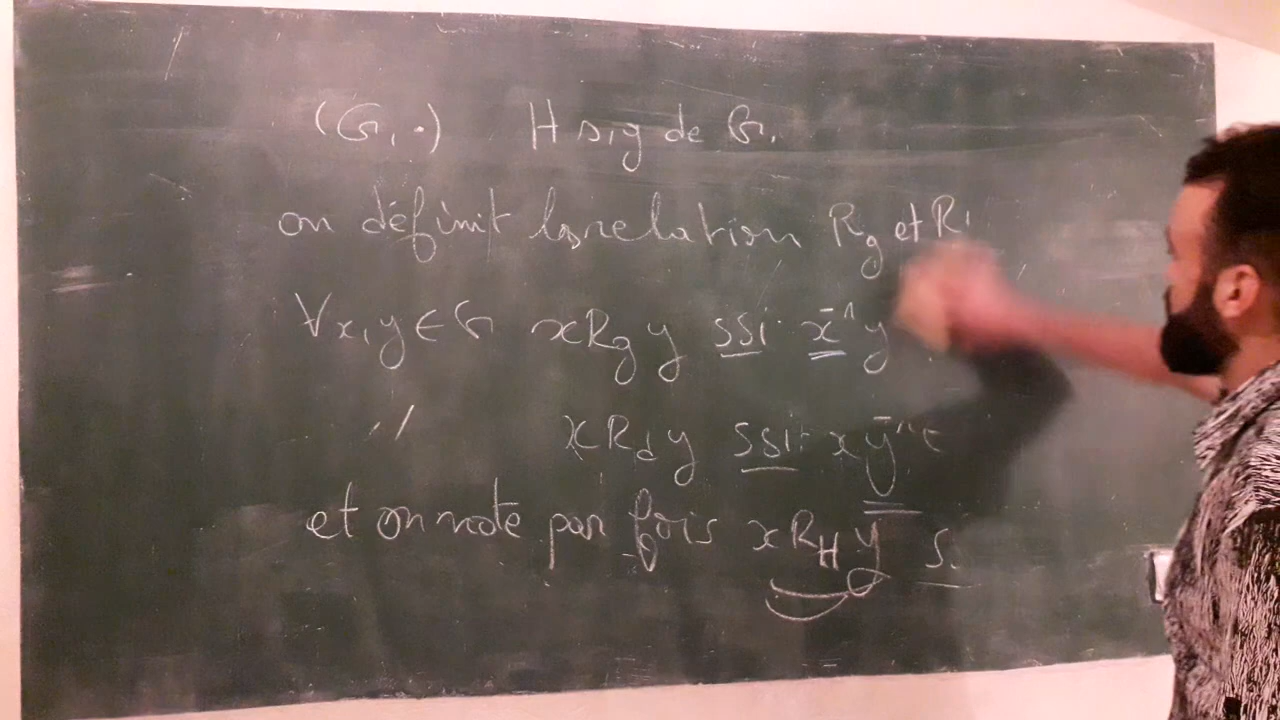 (G, .) H s,g de G.
on définit la relation Rg et R
∀x,y ∈ G xRg y ssi x⁻¹y
// xRd y ssi xy⁻¹ ∈
et on note par fois xRH y s